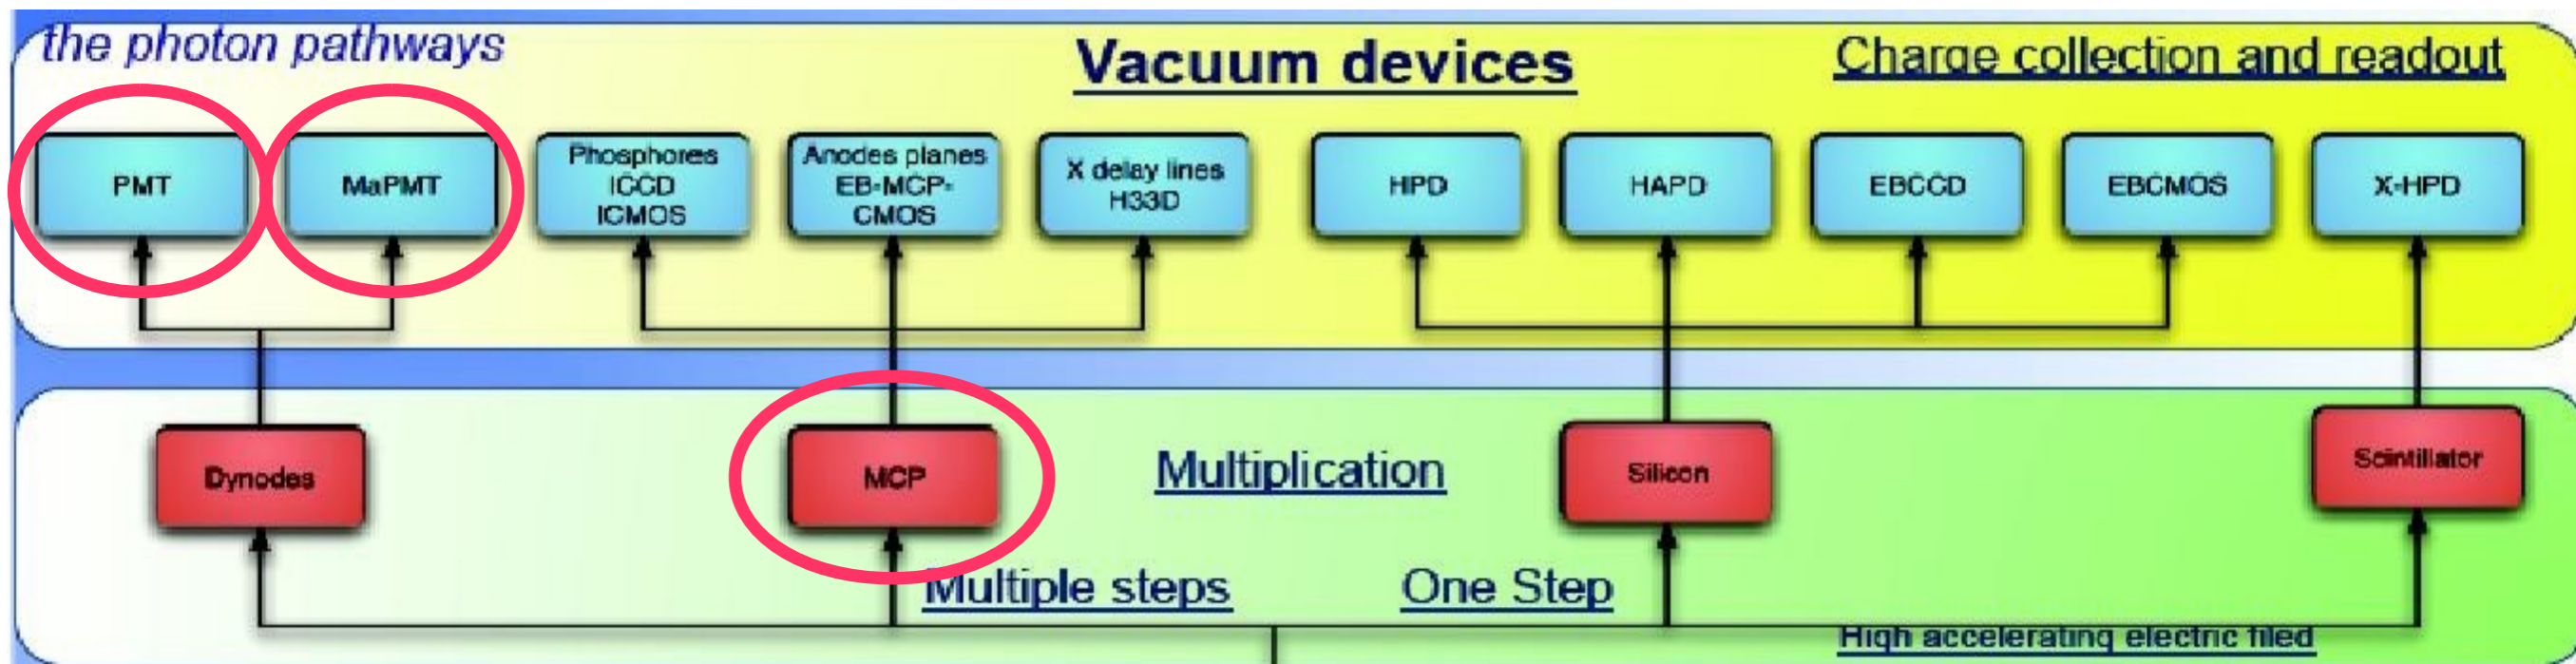 the photon pathways
Vacuum devices
Charge collection and readout
PMT
MaPMT
Phosphores
ICCD
ICMOS
Anodes planes
EB-MCP-
CMOS
X delay lines
H33D
HPD
HAPD
EBCCD
EBCMOS
X-HPD
Dynodes
MCP
Multiplication
Silicon
Scintillator
Multiple steps
One Step
High accelerating electric filed